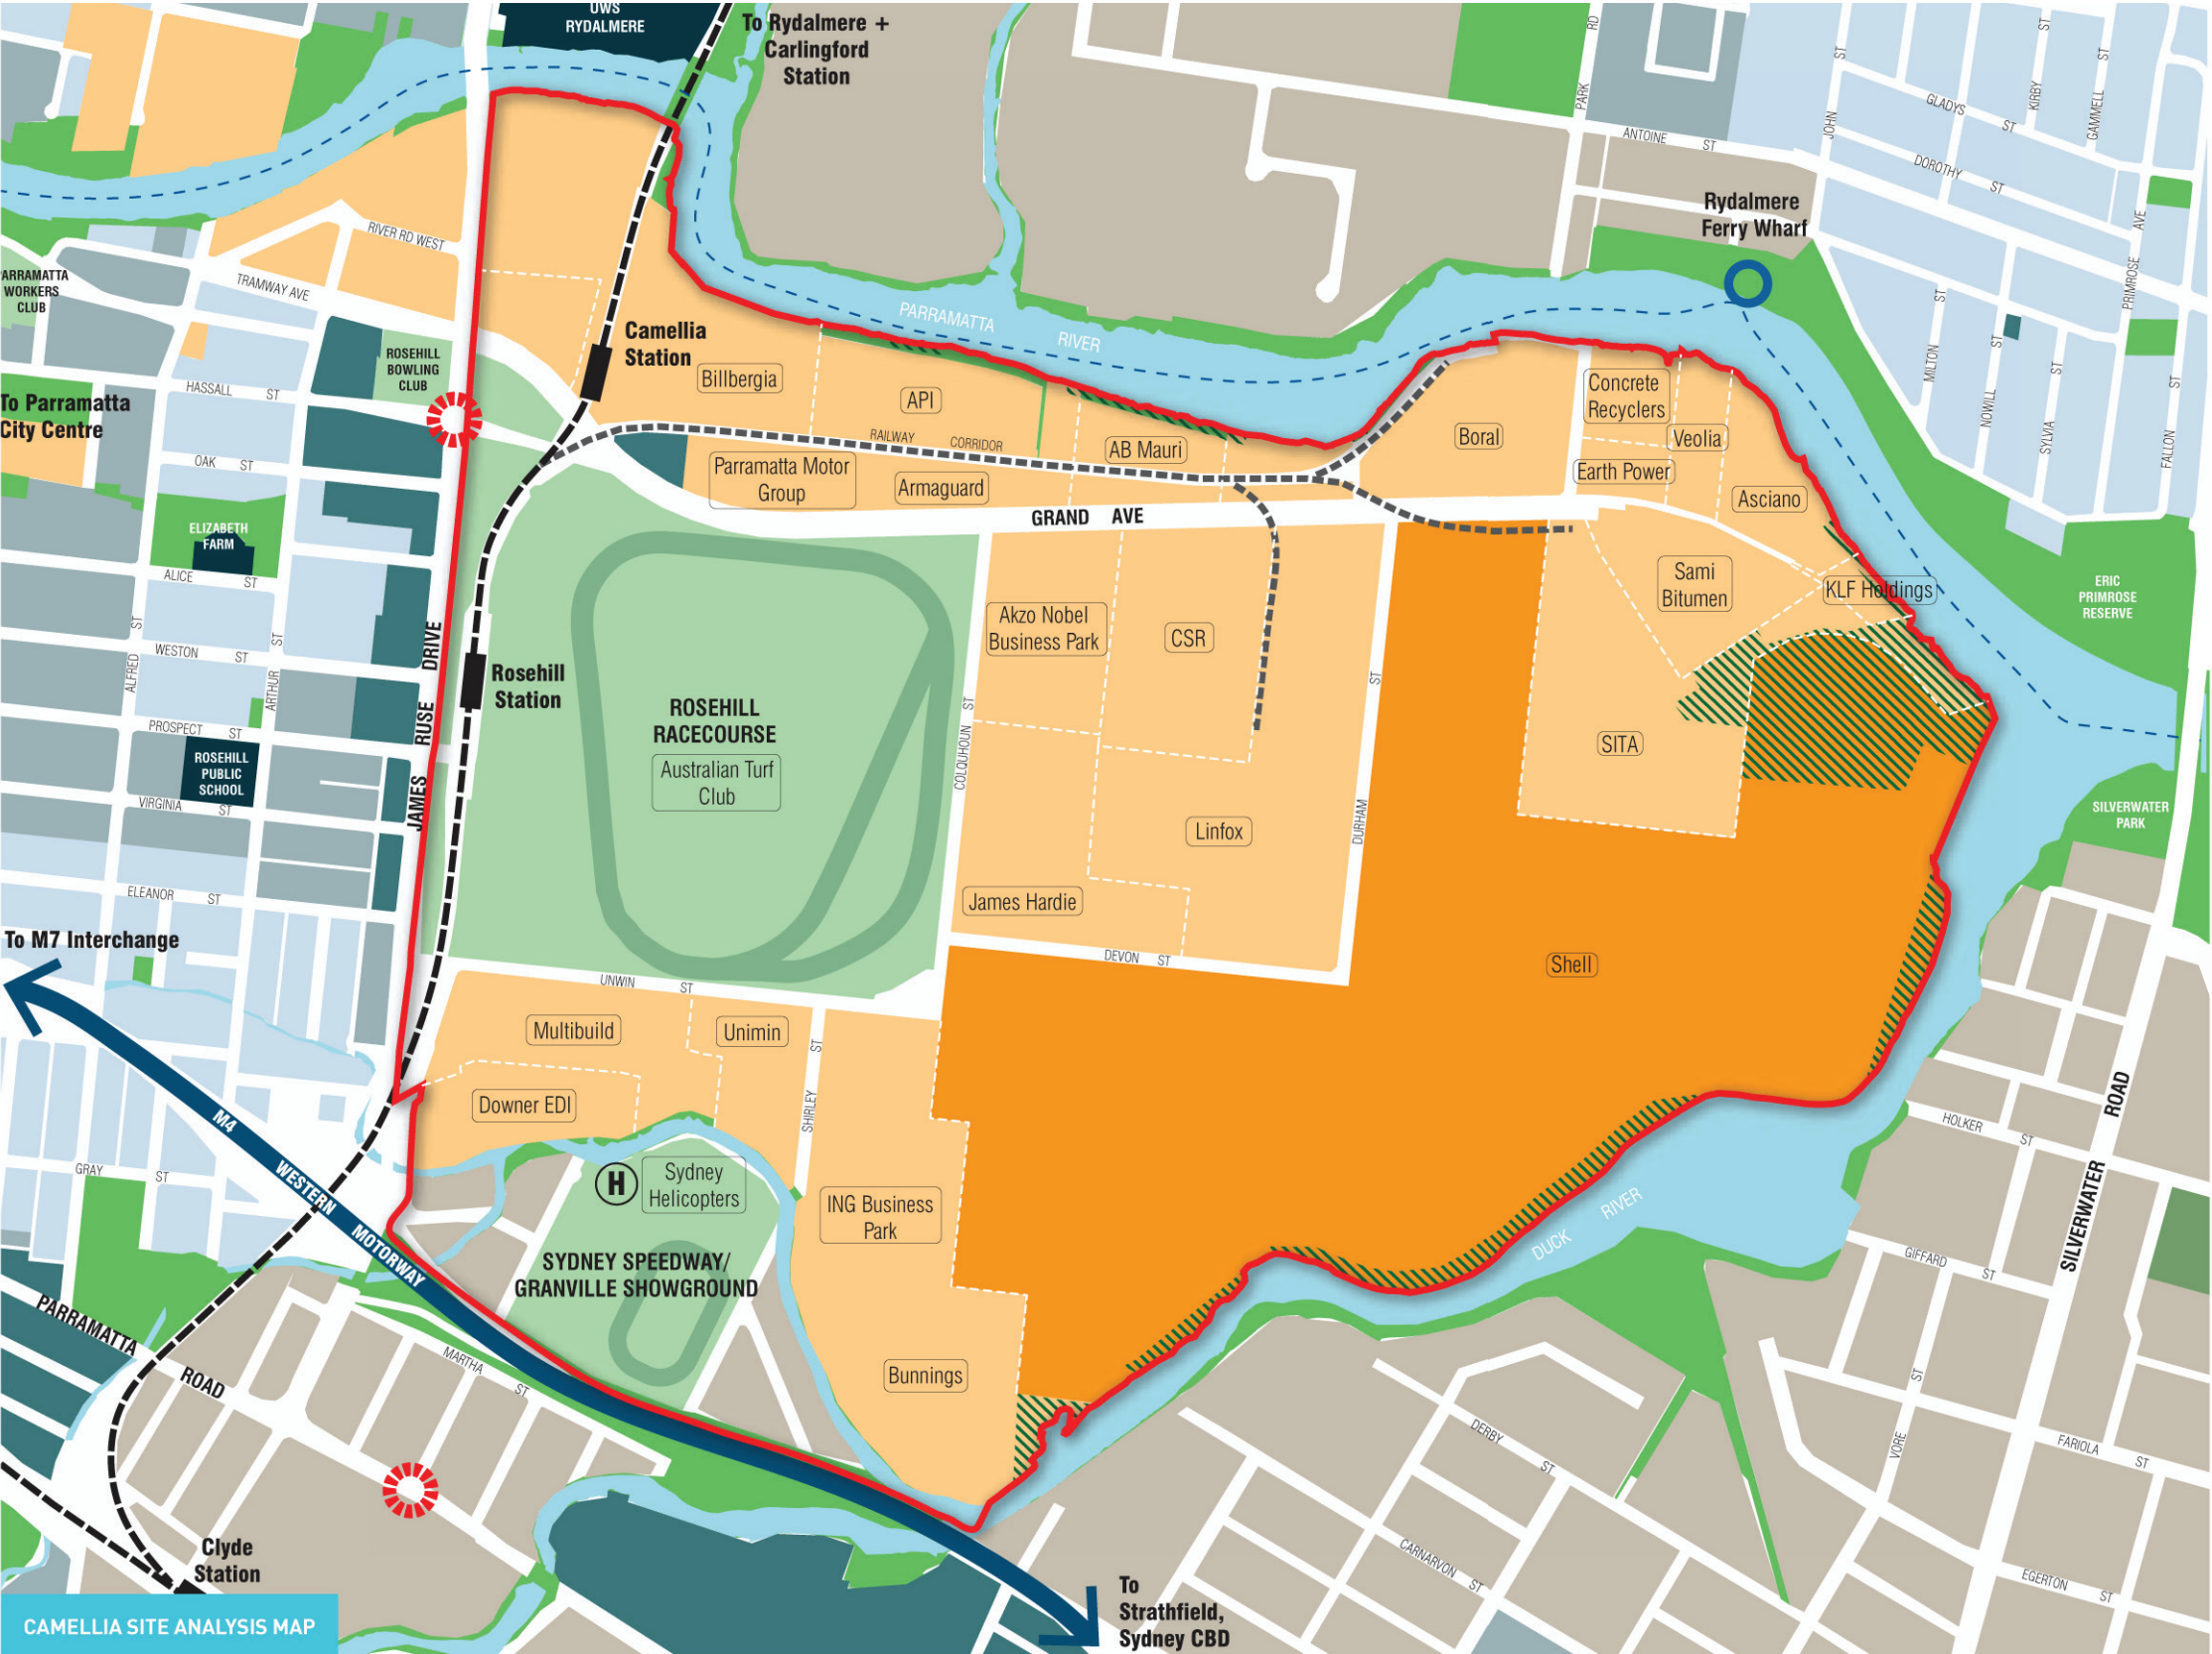 UWS
RYDALMERE
To Rydalmere +
Carlingford
Station
PARK
RD
ANTOINE ST
JOHN
ST
GLADYS
ST
KIRBY
ST
GAMMELL
ST
DOROTHY
ST
PRIMROSE
AVE
PRIMROSE
Rydalmere
Ferry Wharf
MILTON
ST
NOWILL
ST
SYLVIA
ST
FALLON
ST
RIVER RD WEST
TRAMWAY AVE
ARRAMATTA
WORKERS
CLUB
ROSEHILL
BOWLING
CLUB
HASSALL ST
To Parramatta
City Centre
OAK ST
ELIZABETH
FARM
ALICE ST
WESTON ST
ALFRED
ST
ARTHUR
ST
PROSPECT ST
ROSEHILL
PUBLIC
SCHOOL
VIRGINIA ST
ELEANOR ST
JAMES RUSE DRIVE
Camellia
Station
Billbergia
API
PARRAMATTA RIVER
RAILWAY CORRIDOR
AB Mauri
Parramatta Motor
Group
Armaguard
GRAND AVE
Boral
Concrete
Recyclers
Veolia
Earth Power
Asciano
Sami
Bitumen
KLF Holdings
ERIC
PRIMROSE
RESERVE
Rosehill
Station
ROSEHILL
RACECOURSE
Australian Turf
Club
Akzo Nobel
Business Park
CSR
COLQUHOUN ST
DURHAM ST
SITA
Linfox
James Hardie
DEVON ST
Shell
SILVERWATER
PARK
To M7 Interchange
UNWIN ST
Multibuild
Unimin
Downer EDI
SHIRLEY ST
M4 WESTERN MOTORWAY
GRAY ST
H
Sydney
Helicopters
ING Business
Park
SYDNEY SPEEDWAY/
GRANVILLE SHOWGROUND
Bunnings
DUCK RIVER
HOLKER ST
SILVERWATER ROAD
GIFFARD ST
VORE ST
FARIOLA ST
DERBY ST
CARNARVON ST
EGERTON ST
PARRAMATTA ROAD
MARTHA ST
Clyde
Station
To
Strathfield,
Sydney CBD
CAMELLIA SITE ANALYSIS MAP